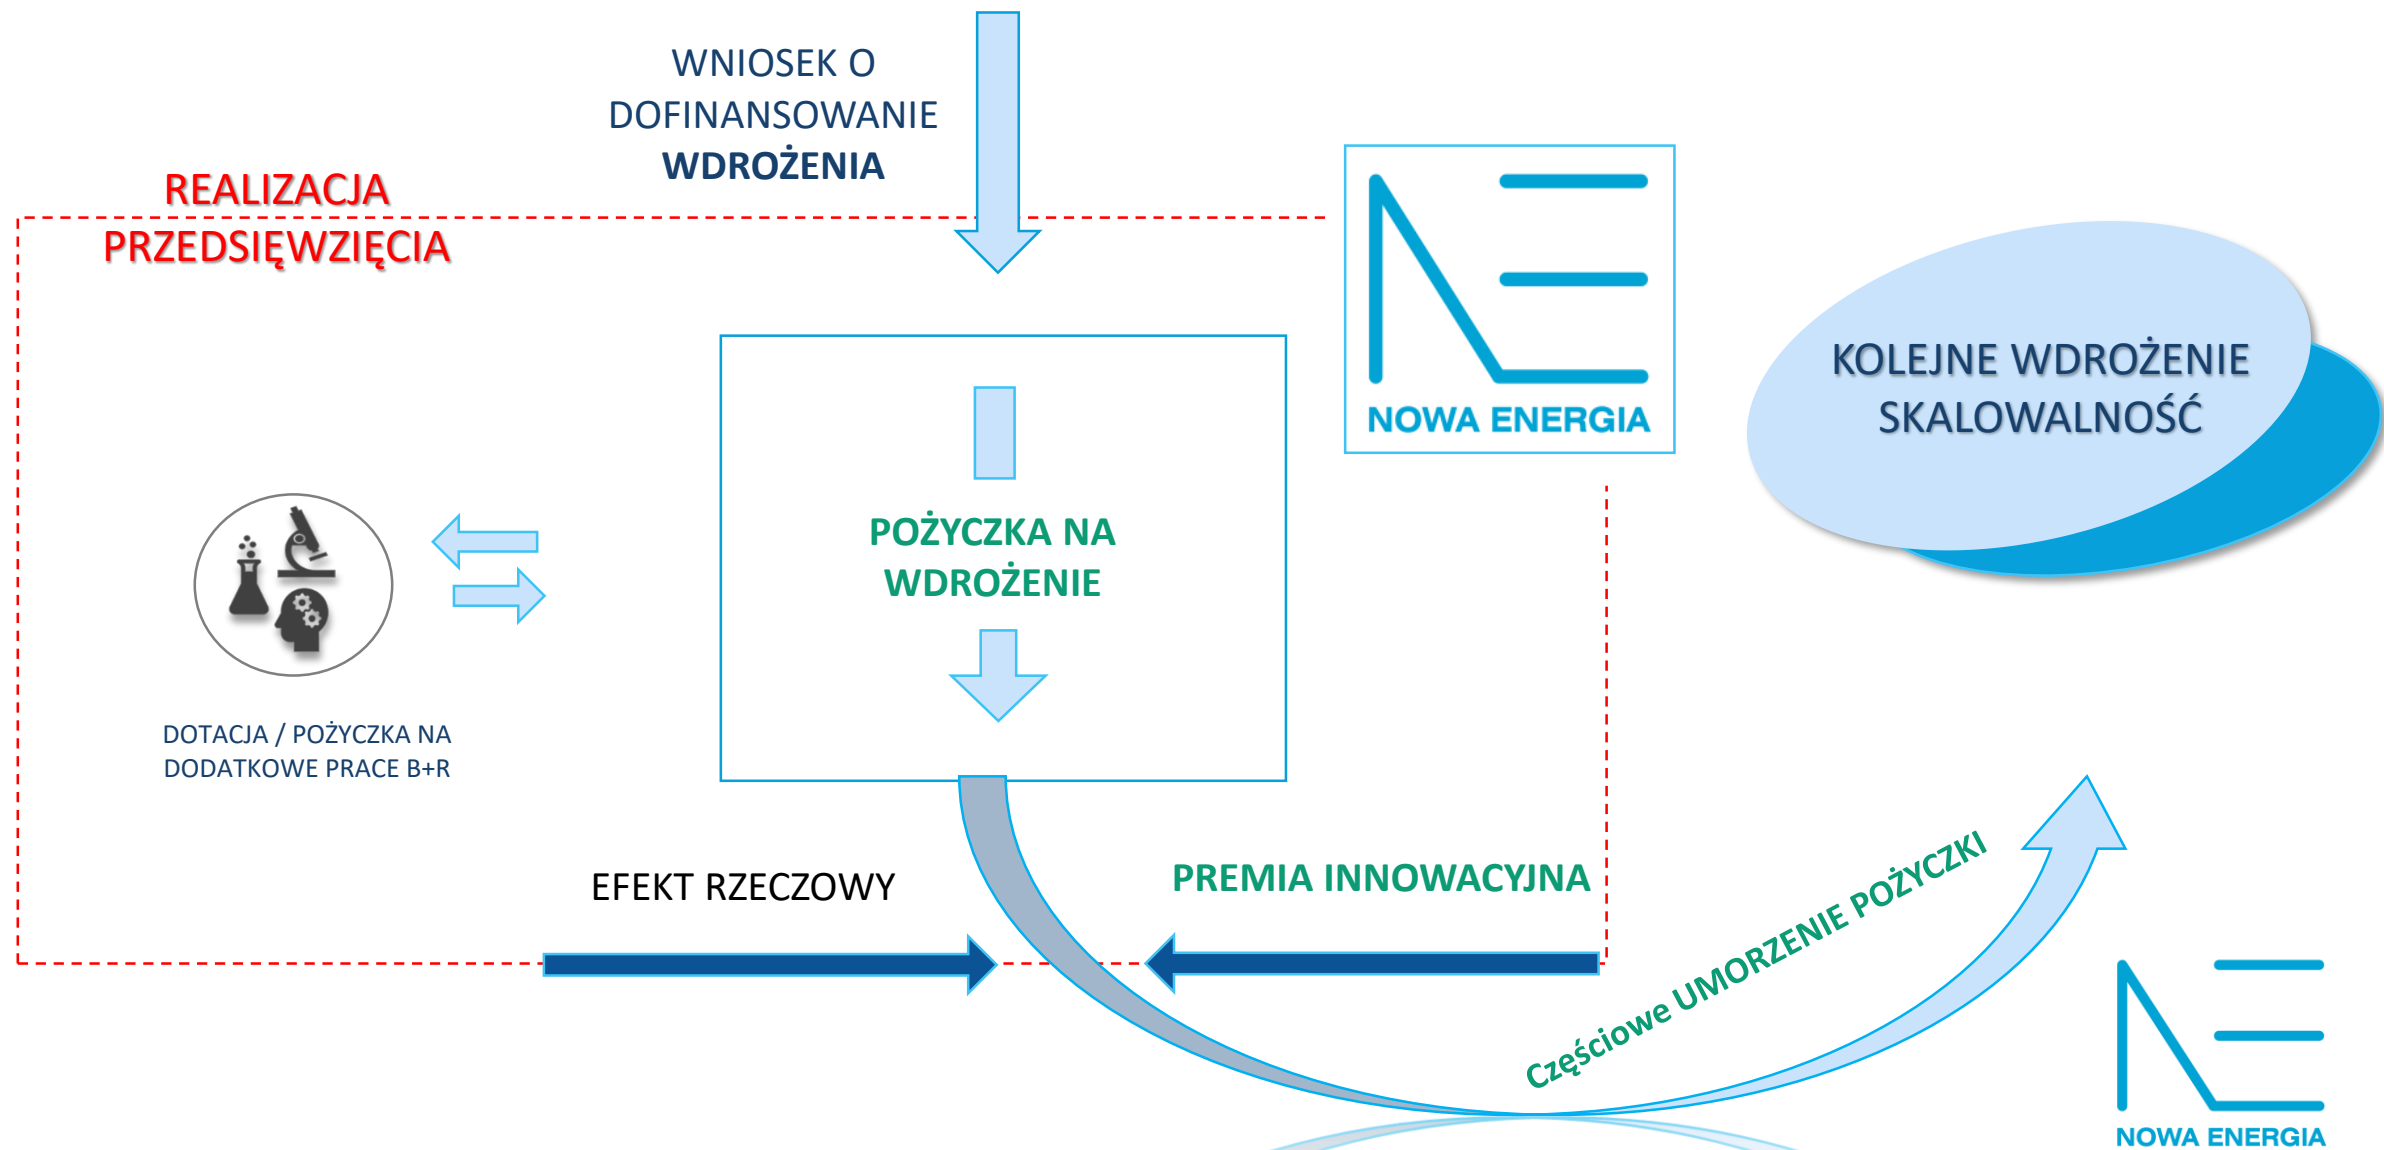 WNIOSEK O
DOFINANSOWANIE
WDROŻENIA
REALIZACJA
PRZEDSIĘWZIĘCIA
NOWA ENERGIA
KOLEJNE WDROŻENIE
SKALOWALNOŚĆ
POŻYCZKA NA
WDROŻENIE
DOTACJA / POŻYCZKA NA
DODATKOWE PRACE B+R
EFEKT RZECZOWY
PREMIA INNOWACYJNA
Częściowe UMORZENIE POŻYCZKI
NOWA ENERGIA